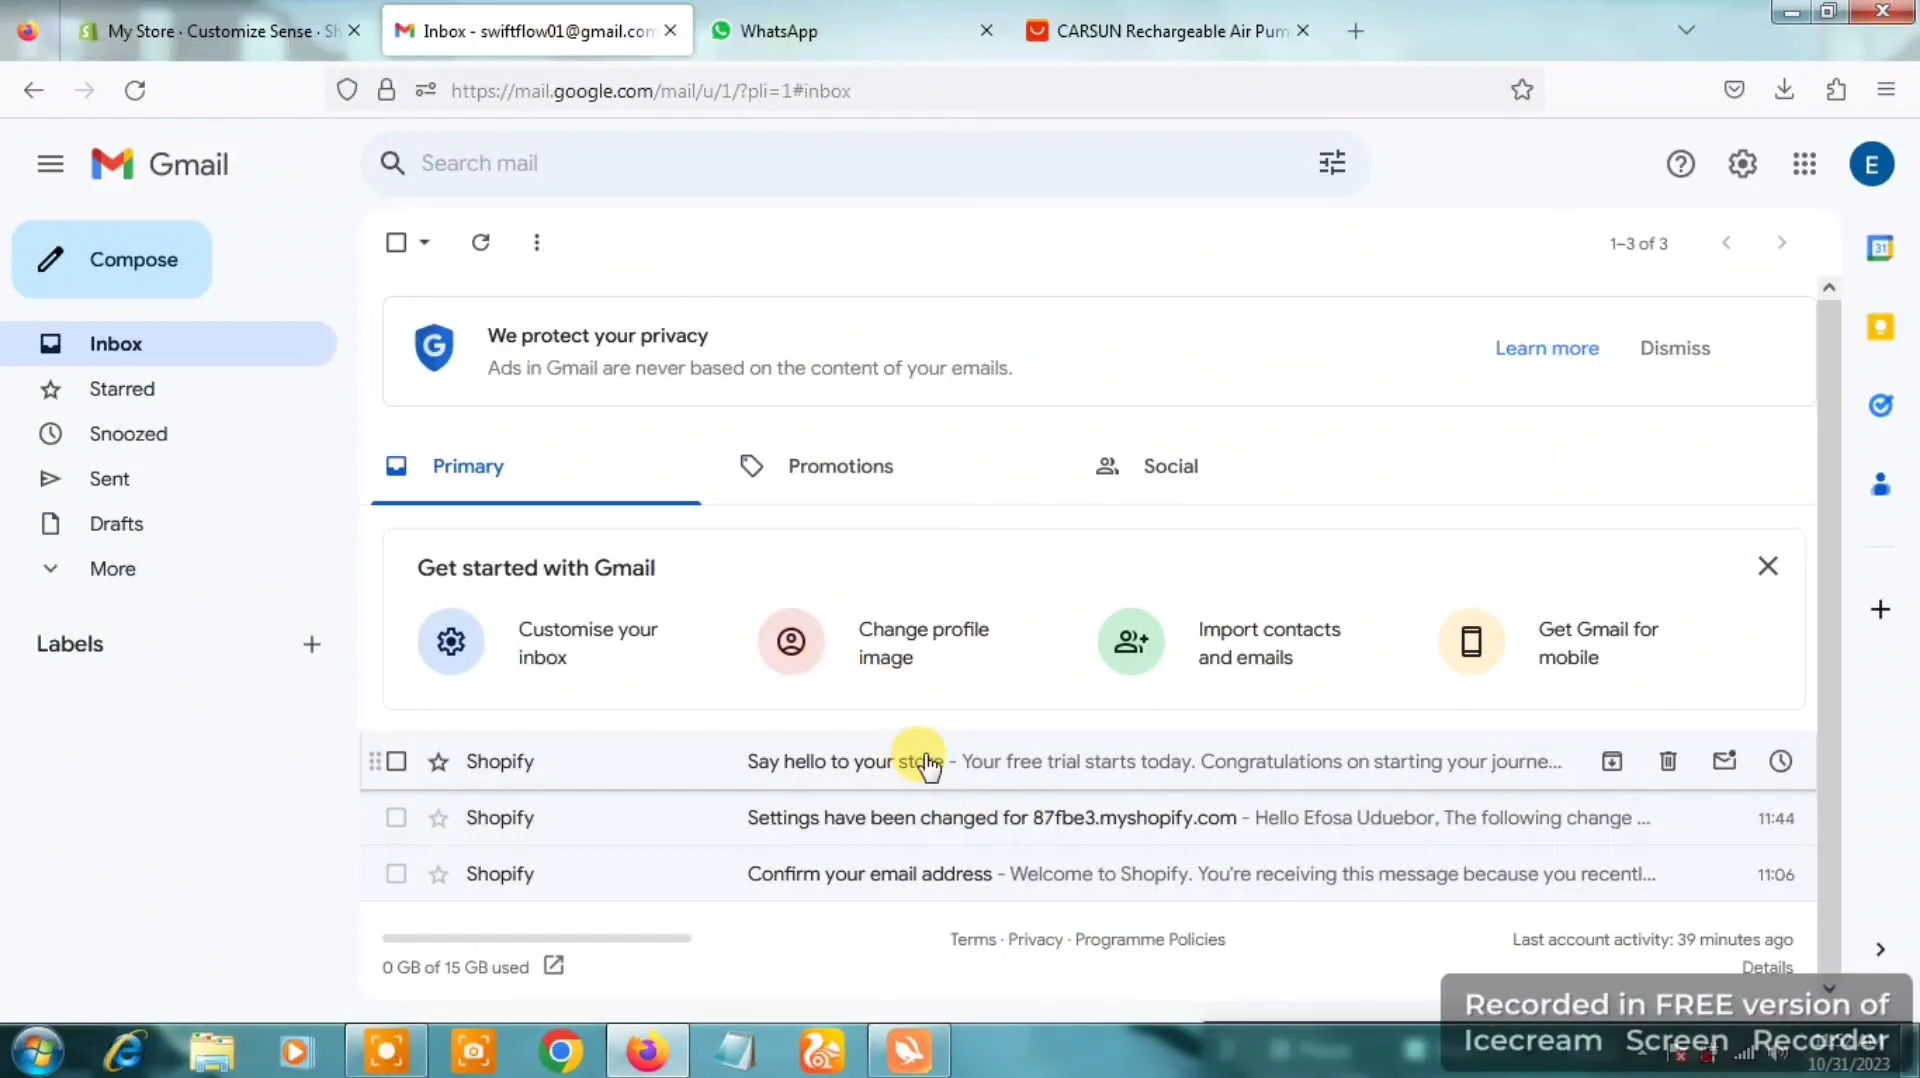 My Store · Customize Sense · Sh
Inbox - swiftflow01@gmail.com
WhatsApp
CARSUN Rechargeable Air Pum
https://mail.google.com/mail/u/1/?pli=1#inbox
Gmail
Search mail
E
Compose
1–3 of 3
31
Inbox
Starred
Snoozed
Sent
Drafts
More
Labels
G
We protect your privacy
Ads in Gmail are never based on the content of your emails.
Learn more
Dismiss
Primary
Promotions
Social
Get started with Gmail
Customise your
inbox
Change profile
image
Import contacts
and emails
Get Gmail for
mobile
Shopify Say hello to your store - Your free trial starts today. Congratulations on starting your journe...
Shopify Settings have been changed for 87fbe3.myshopify.com - Hello Efosa Uduebor, The following change ... 11:44
Shopify Confirm your email address - Welcome to Shopify. You're receiving this message because you recentl... 11:06
0 GB of 15 GB used
Terms · Privacy · Programme Policies
Last account activity: 39 minutes ago
Details
Recorded in FREE version of
Icecream Screen Recorder
10/31/2023